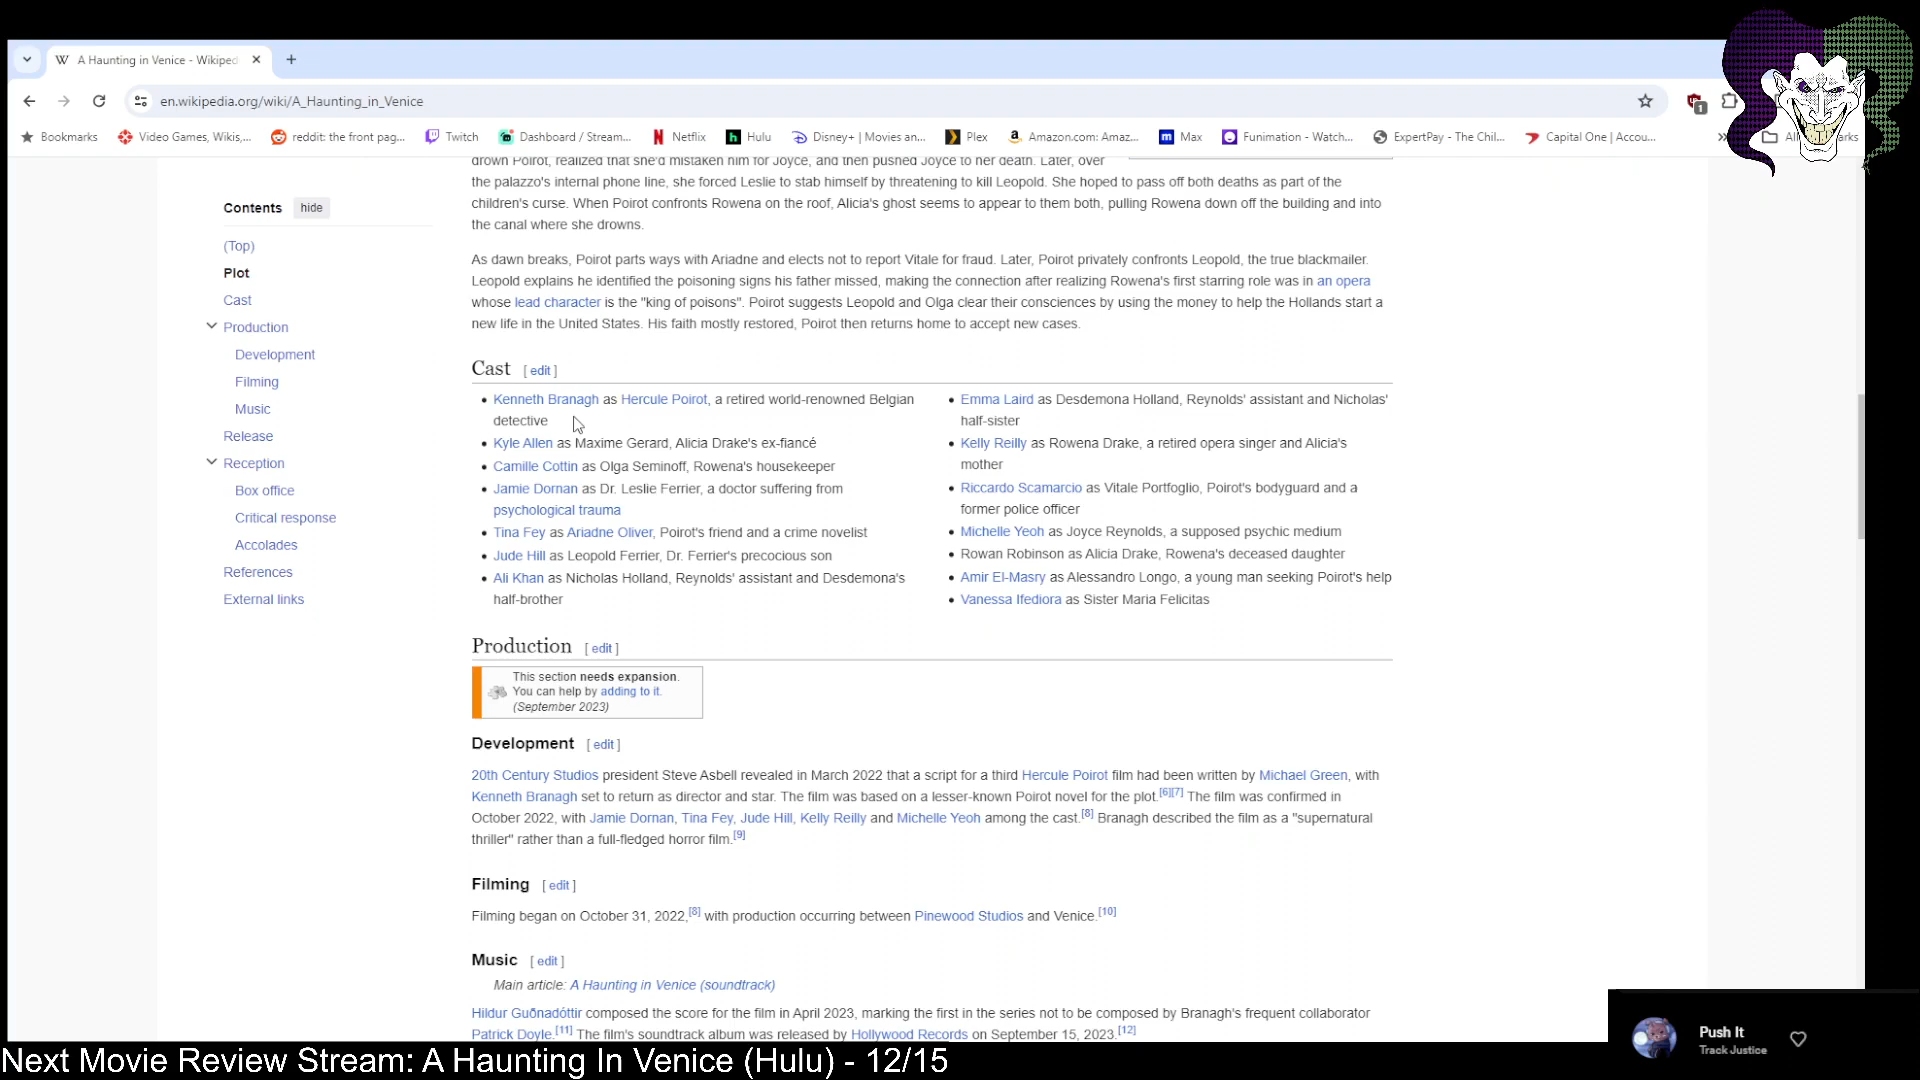 A Haunting in Venice - Wikiped
en.wikipedia.org/wiki/A_Haunting_in_Venice
1
Bookmarks
Video Games, Wikis,...
reddit: the front pag...
Twitch
Dashboard / Stream...
Netflix
Hulu
Disney+ | Movies an...
Plex
Amazon.com: Amaz...
Max
Funimation - Watch...
ExpertPay - The Chil...
Capital One | Accou...
Contents hide
(Top)
Plot
Cast
Production
Development
Filming
Music
Release
Reception
Box office
Critical response
Accolades
References
External links
drown Poirot, realized that she'd mistaken him for Joyce, and then pushed Joyce to her death. Later, over
the palazzo's internal phone line, she forced Leslie to stab himself by threatening to kill Leopold. She hoped to pass off both deaths as part of the
children's curse. When Poirot confronts Rowena on the roof, Alicia's ghost seems to appear to them both, pulling Rowena down off the building and into
the canal where she drowns.
As dawn breaks, Poirot parts ways with Ariadne and elects not to report Vitale for fraud. Later, Poirot privately confronts Leopold, the true blackmailer.
Leopold explains he identified the poisoning signs his father missed, making the connection after realizing Rowena's first starring role was in an opera
whose lead character is the "king of poisons". Poirot suggests Leopold and Olga clear their consciences by using the money to help the Hollands start a
new life in the United States. His faith mostly restored, Poirot then returns home to accept new cases.
Cast [ edit ]
Kenneth Branagh as Hercule Poirot, a retired world-renowned Belgian
detective
Kyle Allen as Maxime Gerard, Alicia Drake's ex-fiancé
Camille Cottin as Olga Seminoff, Rowena's housekeeper
Jamie Dornan as Dr. Leslie Ferrier, a doctor suffering from
psychological trauma
Tina Fey as Ariadne Oliver, Poirot's friend and a crime novelist
Jude Hill as Leopold Ferrier, Dr. Ferrier's precocious son
Ali Khan as Nicholas Holland, Reynolds' assistant and Desdemona's
half-brother
Emma Laird as Desdemona Holland, Reynolds' assistant and Nicholas'
half-sister
Kelly Reilly as Rowena Drake, a retired opera singer and Alicia's
mother
Riccardo Scamarcio as Vitale Portfoglio, Poirot's bodyguard and a
former police officer
Michelle Yeoh as Joyce Reynolds, a supposed psychic medium
Rowan Robinson as Alicia Drake, Rowena's deceased daughter
Amir El-Masry as Alessandro Longo, a young man seeking Poirot's help
Vanessa Ifediora as Sister Maria Felicitas
Production [ edit ]
This section needs expansion.
You can help by adding to it.
(September 2023)
Development [ edit ]
20th Century Studios president Steve Asbell revealed in March 2022 that a script for a third Hercule Poirot film had been written by Michael Green, with
Kenneth Branagh set to return as director and star. The film was based on a lesser-known Poirot novel for the plot.[6][7] The film was confirmed in
October 2022, with Jamie Dornan, Tina Fey, Jude Hill, Kelly Reilly and Michelle Yeoh among the cast.[8] Branagh described the film as a "supernatural
thriller" rather than a full-fledged horror film.[9]
Filming [ edit ]
Filming began on October 31, 2022,[8] with production occurring between Pinewood Studios and Venice.[10]
Music [ edit ]
Main article: A Haunting in Venice (soundtrack)
Hildur Guðnadóttir composed the score for the film in April 2023, marking the first in the series not to be composed by Branagh's frequent collaborator
Patrick Doyle.[11] The film's soundtrack album was released by Hollywood Records on September 15, 2023.[12]
Push It
Track Justice
Next Movie Review Stream: A Haunting In Venice (Hulu) - 12/15